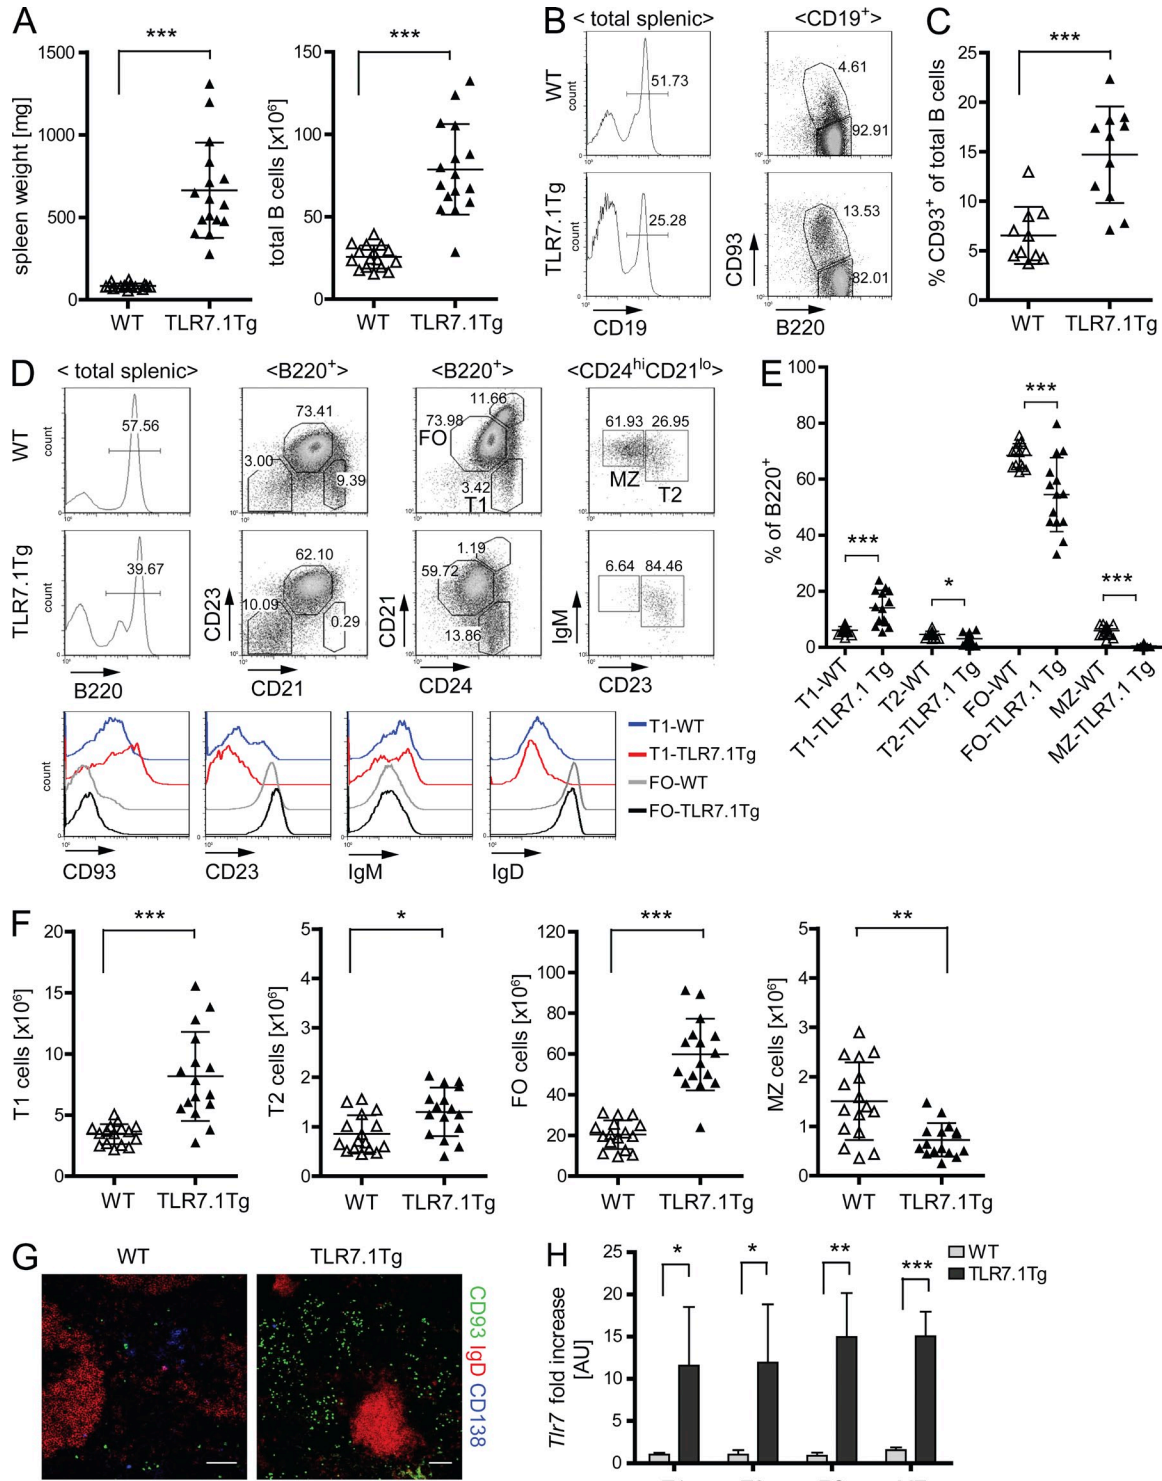 A
***
1500
1000
500
0
spleen weight [mg]
WT TLR7.1Tg
***
150
100
50
0
total B cells [x10⁶]
WT TLR7.1Tg
B
< total splenic> <CD19⁺>
WT
count
51.73
4.61
92.91
TLR7.1Tg
count
25.28
13.53
82.01
CD93
CD19 B220
C
***
25
20
15
10
5
0
% CD93⁺ of total B cells
WT TLR7.1Tg
D
< total splenic> <B220⁺> <B220⁺> <CD24ʰⁱCD21ˡᵒ>
WT
count
57.56
73.41
3.00
9.39
11.66
73.98
FO
3.42
T1
61.93 26.95
MZ
T2
TLR7.1Tg
count
39.67
62.10
10.09
0.29
1.19
59.72
13.86
6.64 84.46
CD23
CD21
IgM
B220 CD21 CD24 CD23
count
T1-WT
T1-TLR7.1Tg
FO-WT
FO-TLR7.1Tg
CD93 CD23 IgM IgD
E
100
80
60
40
20
0
% of B220⁺
***
*
***
***
T1-WT
T1-TLR7.1 Tg
T2-WT
T2-TLR7.1 Tg
FO-WT
FO-TLR7.1 Tg
MZ-WT
MZ-TLR7.1 Tg
F
***
20
15
10
5
0
T1 cells [x10⁶]
WT TLR7.1Tg
*
5
4
3
2
1
0
T2 cells [x10⁶]
WT TLR7.1Tg
***
120
100
80
60
40
20
0
FO cells [x10⁶]
WT TLR7.1Tg
**
5
4
3
2
1
0
MZ cells [x10⁶]
WT TLR7.1Tg
G
WT TLR7.1Tg
CD93 IgD CD138
H
25
20
15
10
5
0
Tlr7 fold increase
[AU]
* * ** ***
WT
TLR7.1Tg